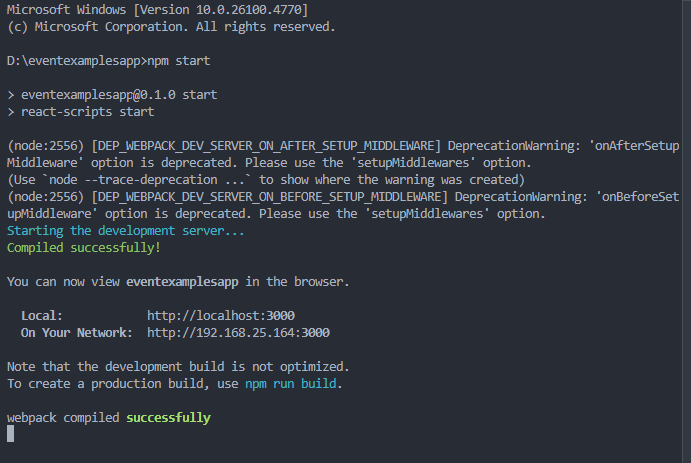 Microsoft Windows [Version 10.0.26100.4770]
(c) Microsoft Corporation. All rights reserved.
D:\eventexamplesapp>npm start
> eventexamplesapp@0.1.0 start
> react-scripts start
(node:2556) [DEP_WEBPACK_DEV_SERVER_ON_AFTER_SETUP_MIDDLEWARE] DeprecationWarning: 'onAfterSetup
Middleware' option is deprecated. Please use the 'setupMiddlewares' option.
(Use `node --trace-deprecation ...` to show where the warning was created)
(node:2556) [DEP_WEBPACK_DEV_SERVER_ON_BEFORE_SETUP_MIDDLEWARE] DeprecationWarning: 'onBeforeSet
upMiddleware' option is deprecated. Please use the 'setupMiddlewares' option.
Starting the development server...
Compiled successfully!
You can now view eventexamplesapp in the browser.
Local: http://localhost:3000
On Your Network: http://192.168.25.164:3000
Note that the development build is not optimized.
To create a production build, use npm run build.
webpack compiled successfully